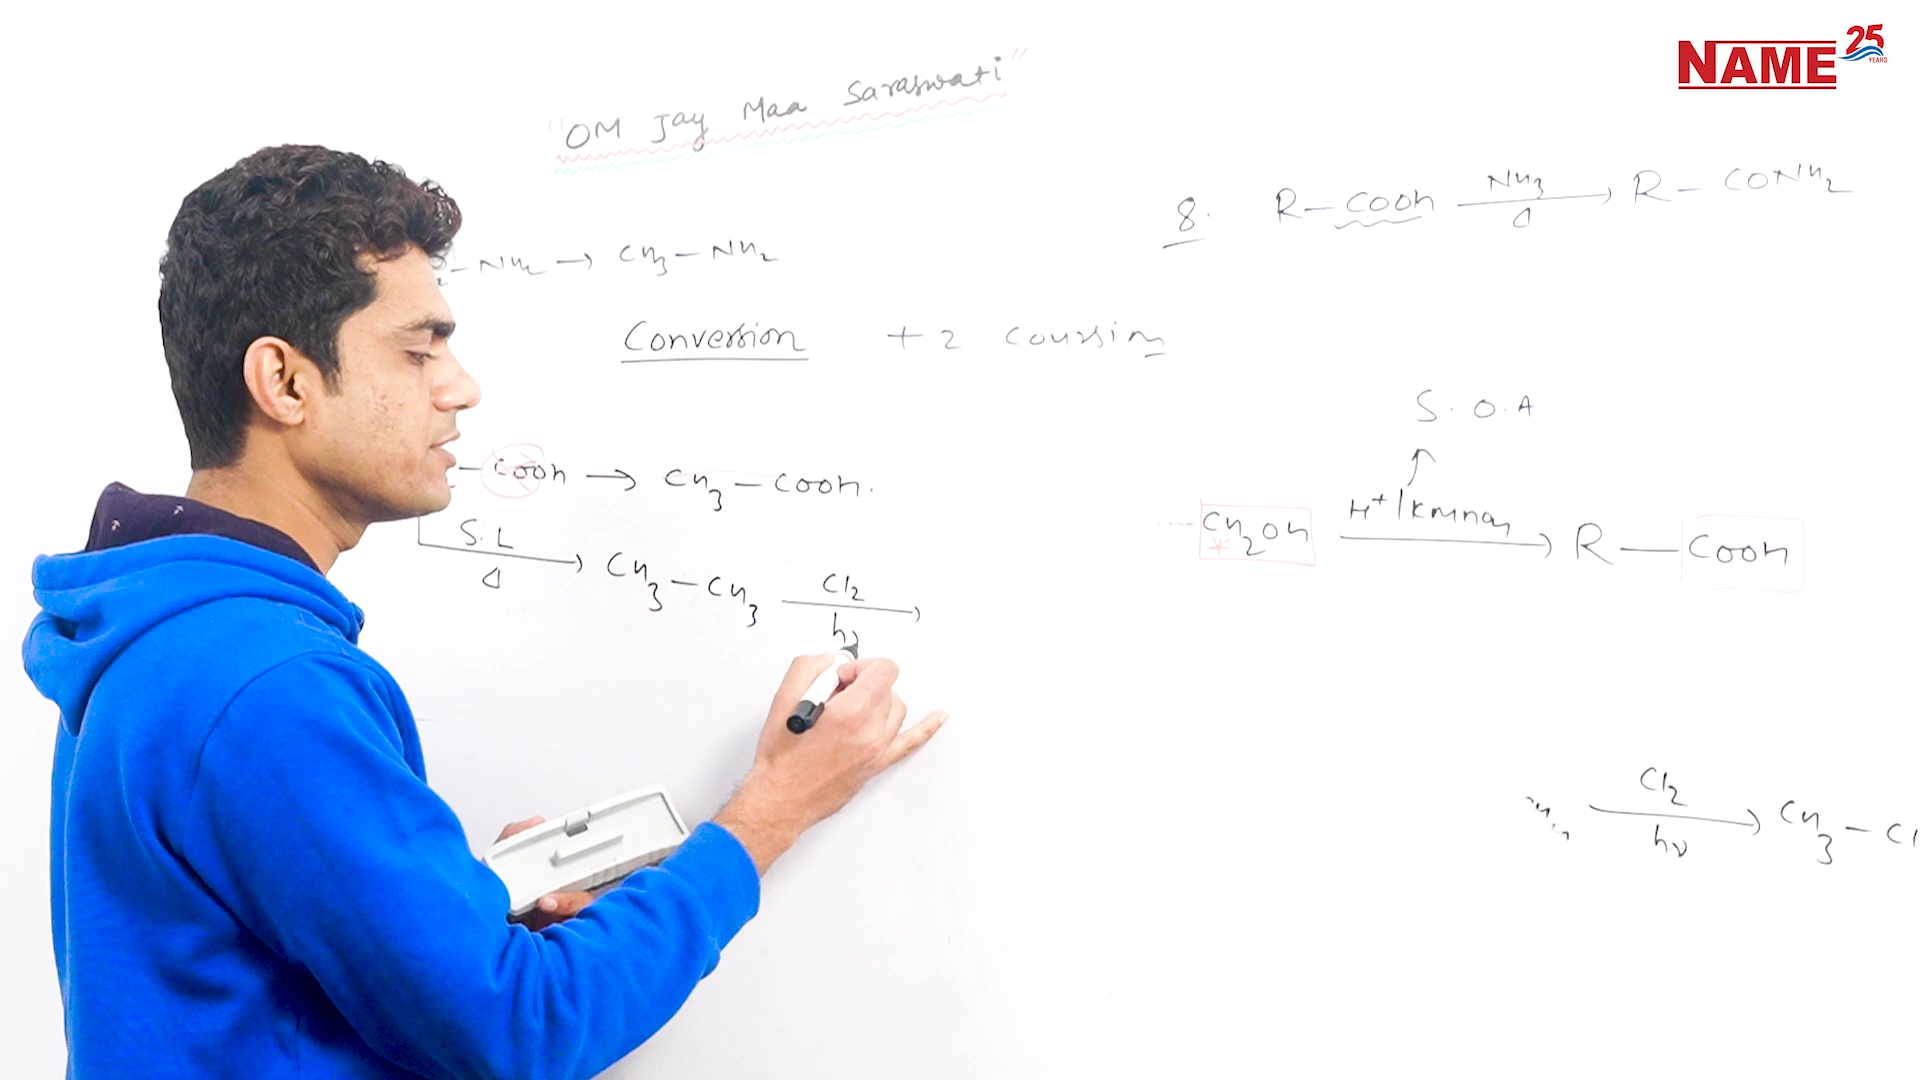 NAME 25 YEARS
"OM Jay Maa Saraswati"
8. R-COOH NH3 Δ → R-CONH2
-NH2 → CH3-NH2
Conversion +2
S.O.A
-COOH → CH3-COOH.
CH2OH H+/KMnO4 → R-COOH
S.L Δ → CH3-CH3 Cl2 hν →
Cl2 hν → CH3-Cl